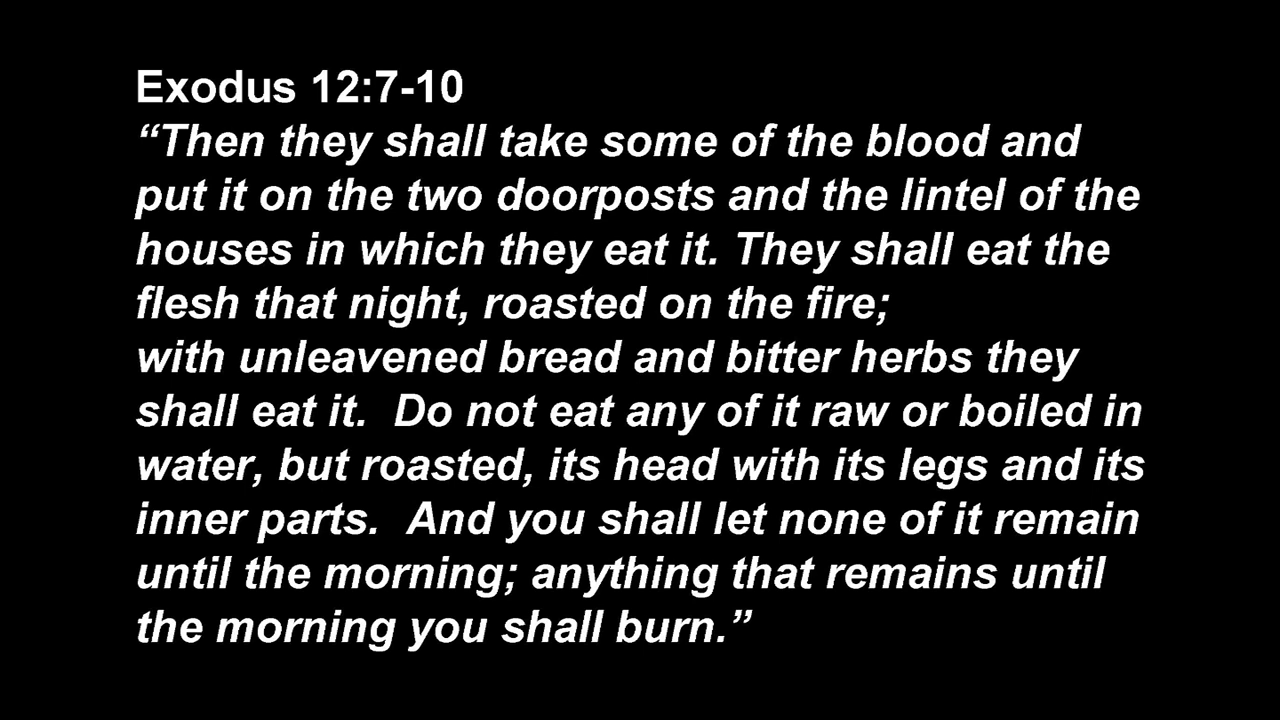 Exodus 12:7-10
“Then they shall take some of the blood and
put it on the two doorposts and the lintel of the
houses in which they eat it. They shall eat the
flesh that night, roasted on the fire;
with unleavened bread and bitter herbs they
shall eat it.  Do not eat any of it raw or boiled in
water, but roasted, its head with its legs and its
inner parts.  And you shall let none of it remain
until the morning; anything that remains until
the morning you shall burn.”